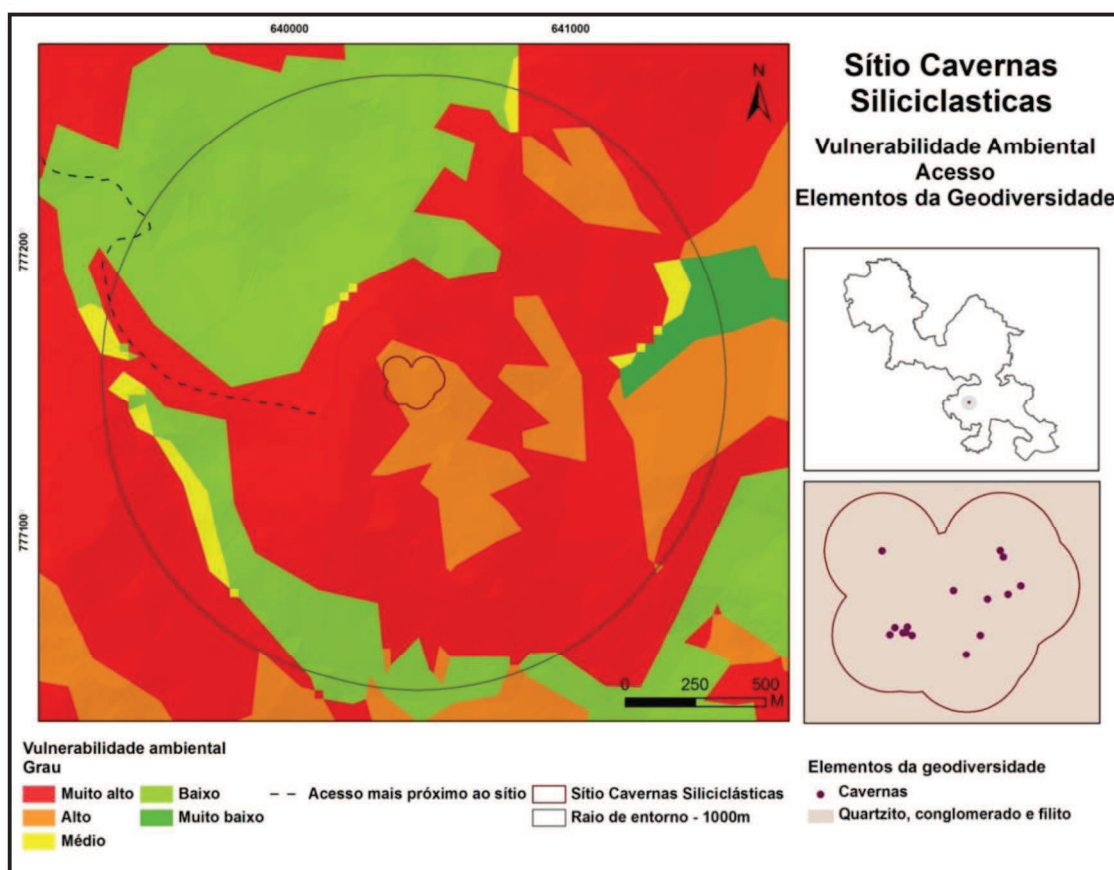 640000 641000
Sítio Cavernas
Siliciclasticas
Vulnerabilidade Ambiental
Acesso
Elementos da Geodiversidade
N
777200
777100
0 250 500
M
Vulnerabilidade ambiental
Grau
Muito alto
Alto
Médio
Baixo
Muito baixo
Acesso mais próximo ao sítio
Sítio Cavernas Siliciclásticas
Raio de entorno - 1000m
Elementos da geodiversidade
Cavernas
Quartzito, conglomerado e filito